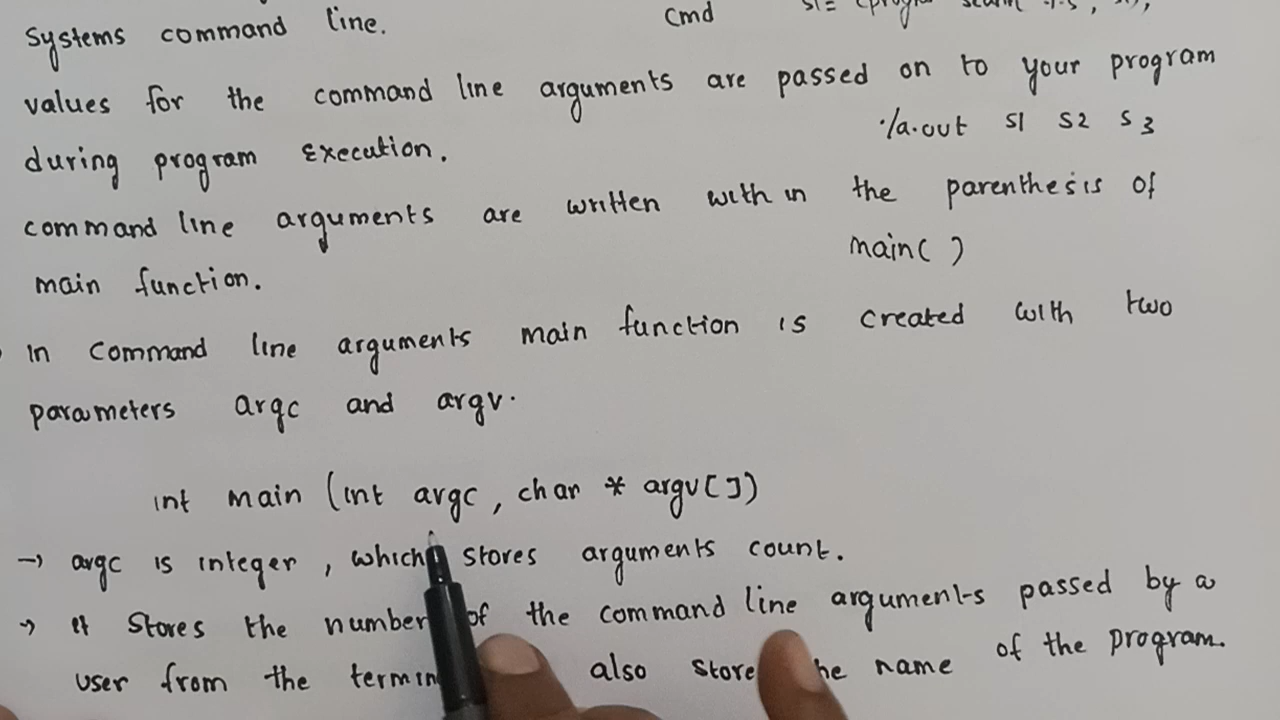 systems command line. cmd
values for the command line arguments are passed on to your program
./a.out s1 s2 s3
during program execution.
command line arguments are written with in the parenthesis of
main function. main( )
In command line arguments main function is created with two
parameters argc and argv.
int main (int argc, char * argv[])
→ argc is integer, which stores arguments count.
→ It stores the number of the command line arguments passed by a
user from the also the name of the program.